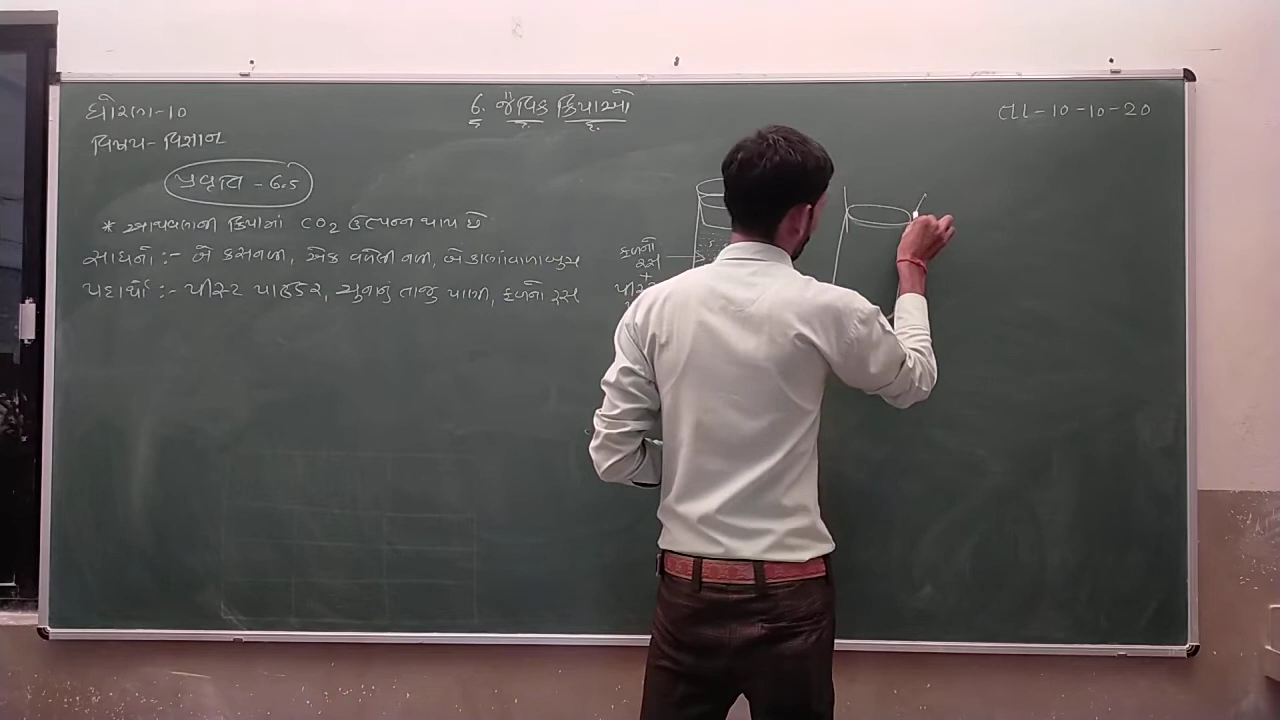 ધોરણ-10
વિષય- વિજ્ઞાન
6. જૈવિક ક્રિયાઓ
તા-10-10-20
પ્રવૃત્તિ - 6.5
* આથવણની ક્રિયામાં CO2 ઉત્પન્ન થાય છે
સાધનો :- બે કસનળી, એક વળેલી નળી, બે કાણાંવાળા બુચ
પદાર્થો :- યીસ્ટ પાઉડર, ચુનાનું તાજુ પાણી, ફળનો રસ
ફળનો
રસ
+